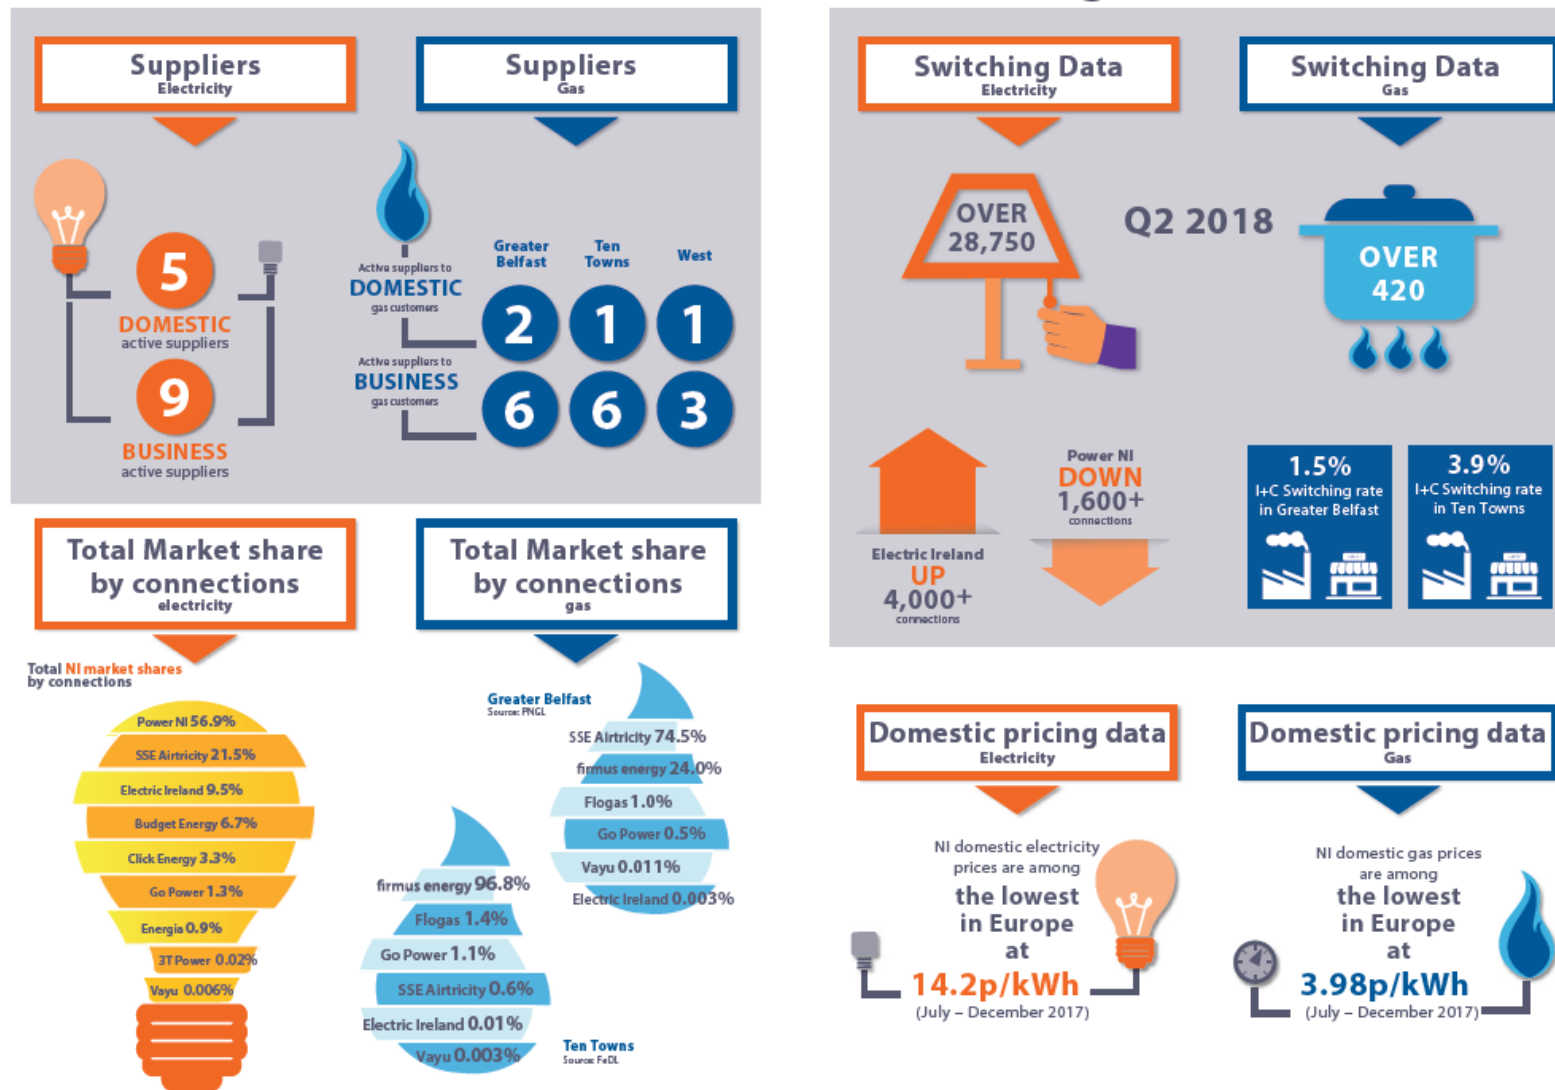 Suppliers
Electricity
Suppliers
Gas
5
DOMESTIC
active suppliers
9
BUSINESS
active suppliers
Greater
Belfast
Ten
Towns
West
Active suppliers to
DOMESTIC
gas customers
2 1 1
Active suppliers to
BUSINESS
gas customers
6 6 3
Total Market share
by connections
electricity
Total Market share
by connections
gas
Total NI market shares
by connections
Power NI 56.9%
SSE Airtricity 21.5%
Electric Ireland 9.5%
Budget Energy 6.7%
Click Energy 3.3%
Go Power 1.3%
Energia 0.9%
3T Power 0.02%
Vayu 0.006%
Greater Belfast
Source: PNGL
SSE Airtricity 74.5%
firmus energy 24.0%
Flogas 1.0%
Go Power 0.5%
Vayu 0.011%
Electric Ireland 0.003%
firmus energy 96.8%
Flogas 1.4%
Go Power 1.1%
SSE Airtricity 0.6%
Electric Ireland 0.01%
Vayu 0.003%
Ten Towns
Source: FeDL
Switching Data
Electricity
Switching Data
Gas
OVER
28,750
Q2 2018
OVER
420
Electric Ireland
UP
4,000+
connections
Power NI
DOWN
1,600+
connections
1.5%
I+C Switching rate
in Greater Belfast
3.9%
I+C Switching rate
in Ten Towns
Domestic pricing data
Electricity
Domestic pricing data
Gas
NI domestic electricity
prices are among
the lowest
in Europe
at
14.2p/kWh
(July – December 2017)
NI domestic gas prices
are among
the lowest
in Europe
at
3.98p/kWh
(July – December 2017)